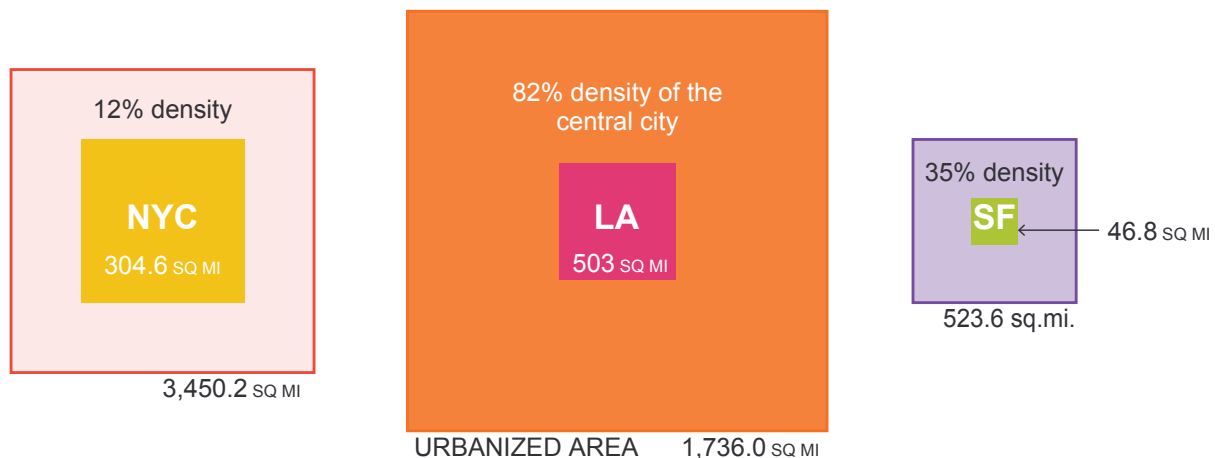 12% density
NYC
304.6 SQ MI
3,450.2 SQ MI
82% density of the
central city
LA
503 SQ MI
URBANIZED AREA 1,736.0 SQ MI
35% density
SF
46.8 SQ MI
523.6 sq.mi.